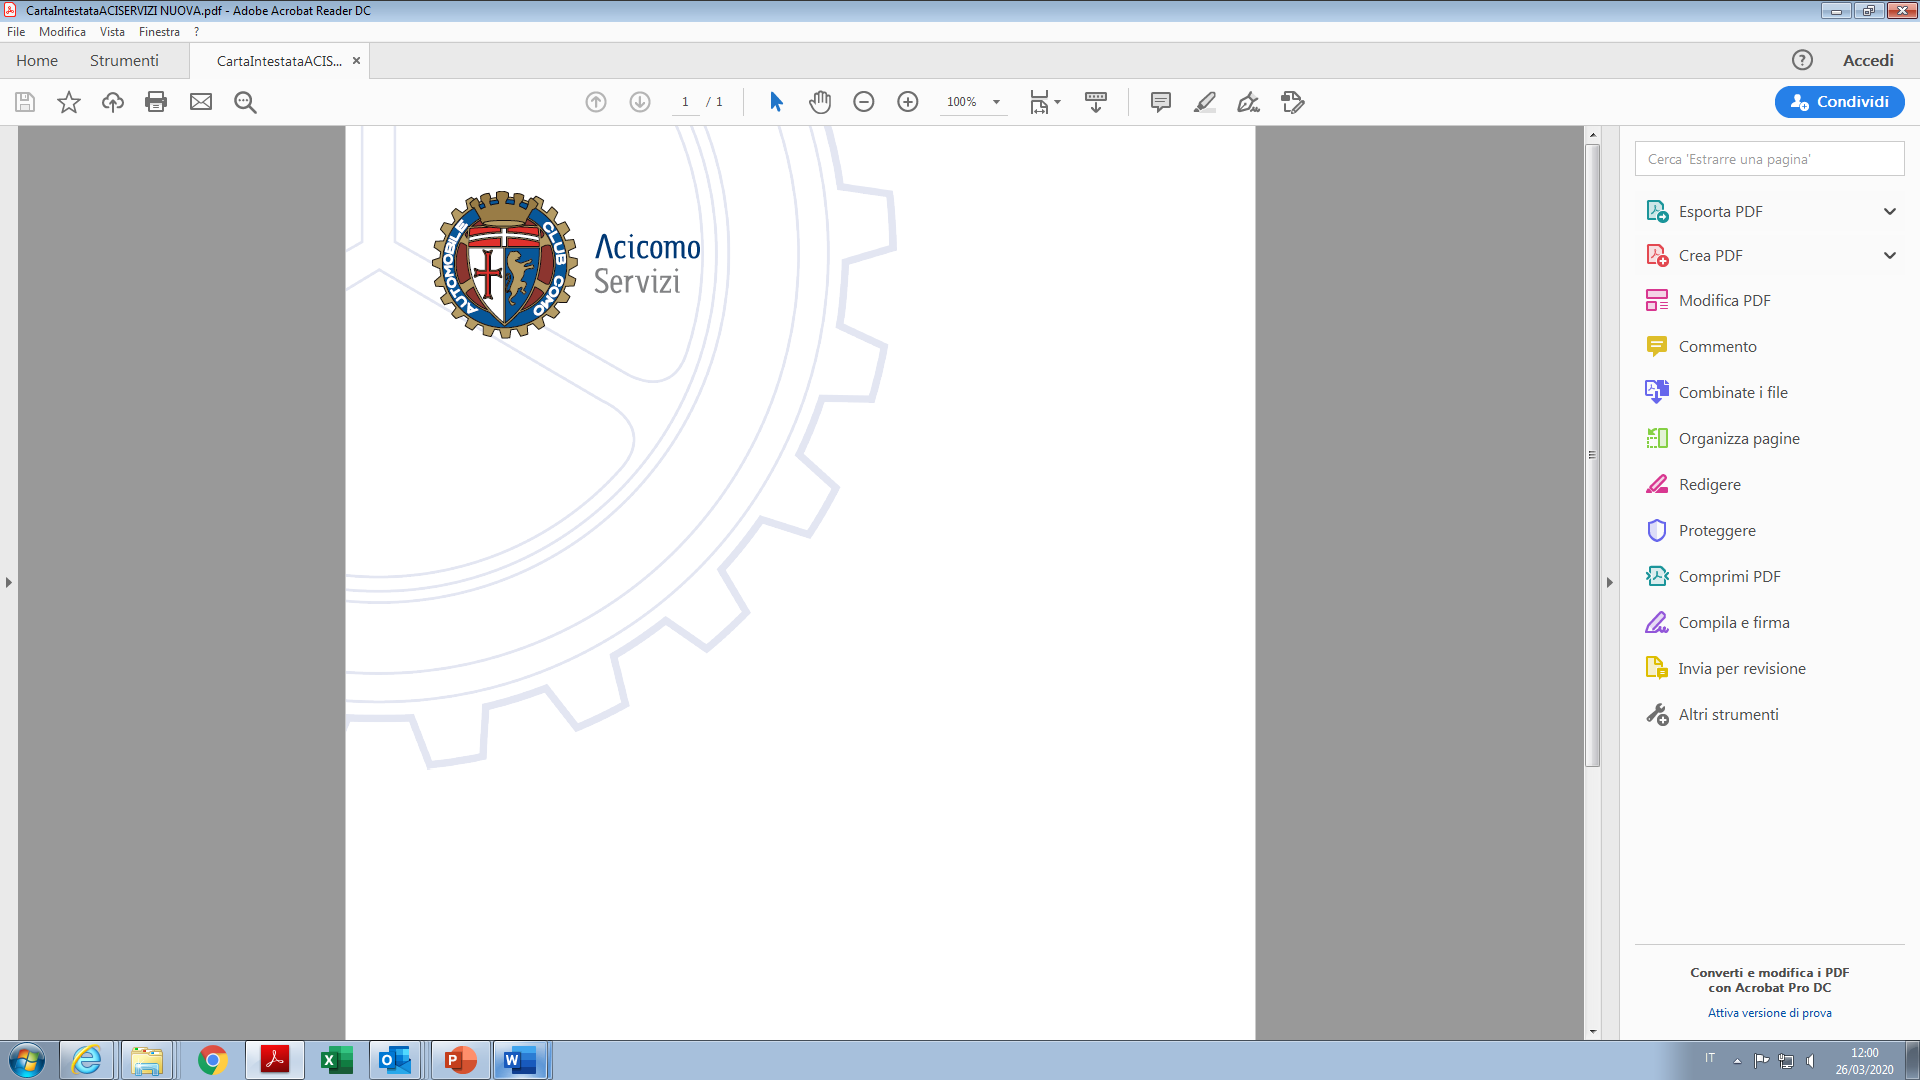 CartaIntestataACISERVIZI NUOVA.pdf - Adobe Acrobat Reader DC
File Modifica Vista Finestra ?
Home Strumenti CartaIntestataACIS... × ? Accedi
1 / 1 100% Condividi
AUTOMOBILE CLUB COMO
Acicomo
Servizi
Cerca 'Estrarre una pagina'
Esporta PDF
Crea PDF
Modifica PDF
Commento
Combinate i file
Organizza pagine
Redigere
Proteggere
Comprimi PDF
Compila e firma
Invia per revisione
Altri strumenti
Converti e modifica i PDF
con Acrobat Pro DC
Attiva versione di prova
IT
12:00
26/03/2020